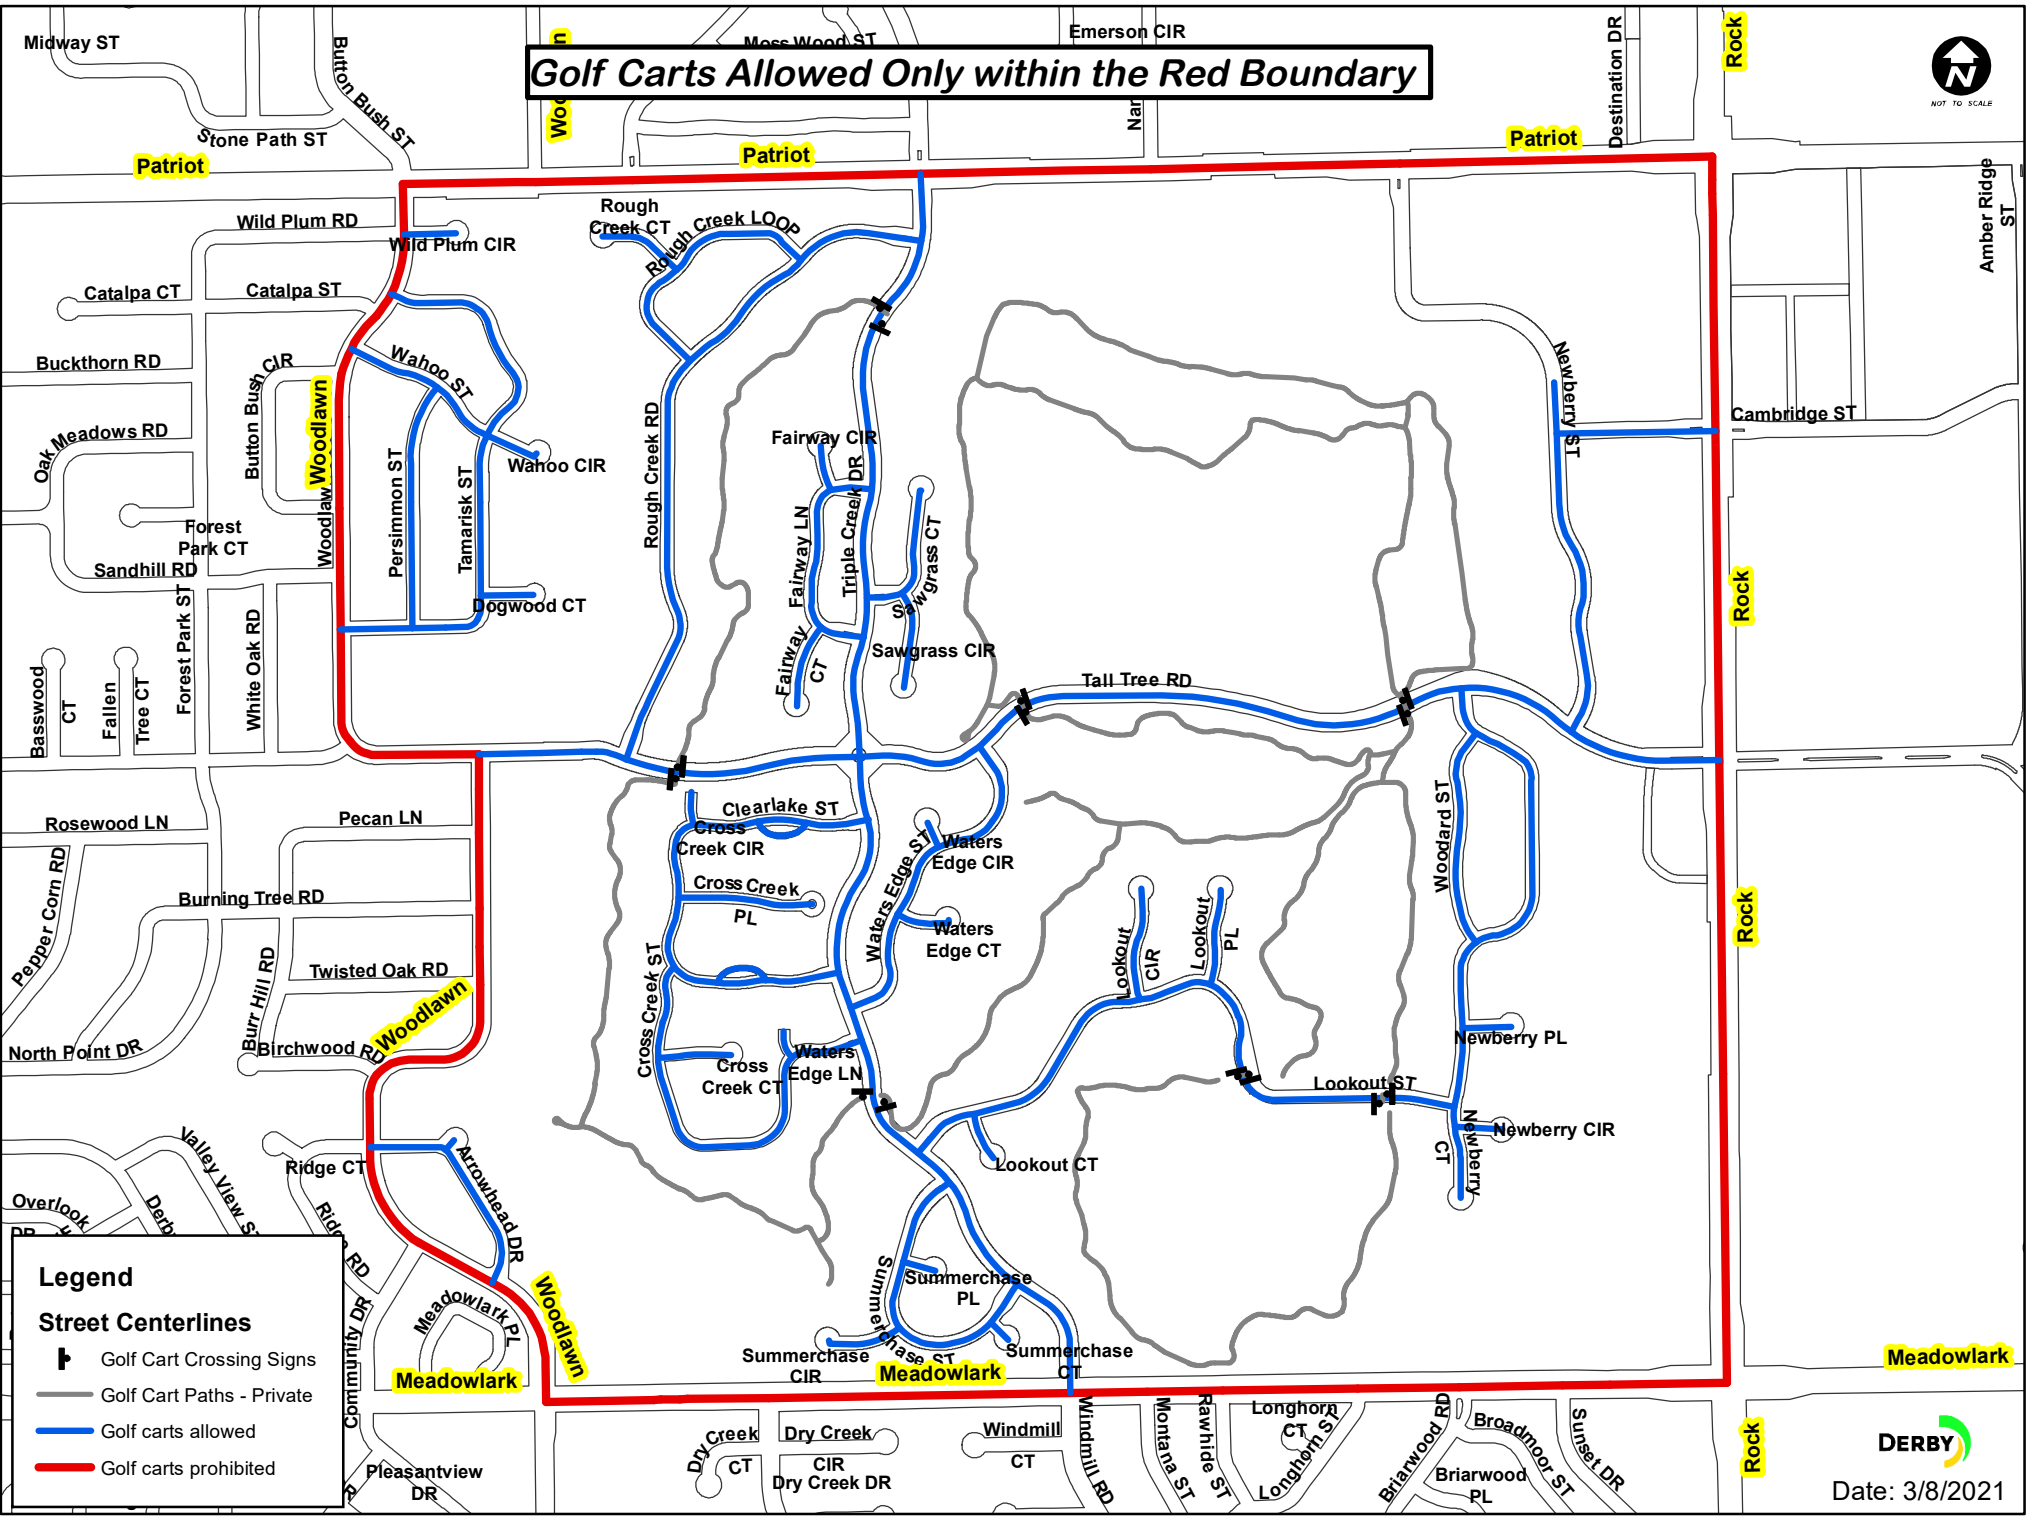 Midway ST
Button Bush ST
Moss Wood ST
Emerson CIR
Destination DR
Rock
Golf Carts Allowed Only within the Red Boundary
N
NOT TO SCALE
Stone Path ST
Patriot
Patriot
Patriot
Amber Ridge
ST
Wild Plum RD
Wild Plum CIR
Rough
Creek CT
Rough Creek LOOP
Catalpa CT
Catalpa ST
Buckthorn RD
Button Bush CIR
Woodlawn
Wahoo ST
Newberry ST
Cambridge ST
Oak Meadows RD
Wahoo CIR
Persimmon ST
Tamarisk ST
Rough Creek RD
Fairway CIR
Triple Creek DR
Fairway LN
Sawgrass CT
Forest
Park CT
Sandhill RD
Dogwood CT
Forest Park ST
White Oak RD
Fairway
CT
Sawgrass CIR
Rock
Basswood
CT
Fallen
Tree CT
Tall Tree RD
Clearlake ST
Cross
Creek CIR
Rosewood LN
Pecan LN
Waters Edge ST
Waters
Edge CIR
Woodard ST
Pepper Corn RD
Burning Tree RD
Cross Creek
PL
Waters
Edge CT
Lookout
CIR
Lookout
PL
Rock
Burr Hill RD
Twisted Oak RD
Woodlawn
Cross Creek ST
North Point DR
Birchwood RD
Cross
Creek CT
Waters
Edge LN
Newberry PL
Lookout ST
Newberry CIR
Newberry
CT
Valley View ST
Ridge CT
Arrowhead DR
Lookout CT
Overlook
DR
Ridge RD
Summerchase
PL
Summerchase ST
Summerchase
CIR
Summerchase
CT
Woodlawn
Meadowlark PL
Community DR
Meadowlark
Meadowlark
Meadowlark
Legend
Street Centerlines
Golf Cart Crossing Signs
Golf Cart Paths - Private
Golf carts allowed
Golf carts prohibited
Pleasantview
DR
Dry Creek
CT
Dry Creek
CIR
Dry Creek DR
Windmill
CT
Windmill RD
Montana ST
Rawhide ST
Longhorn
CT
Longhorn ST
Briarwood RD
Briarwood
PL
Broadmoor ST
Sunset DR
Rock
DERBY
Date: 3/8/2021